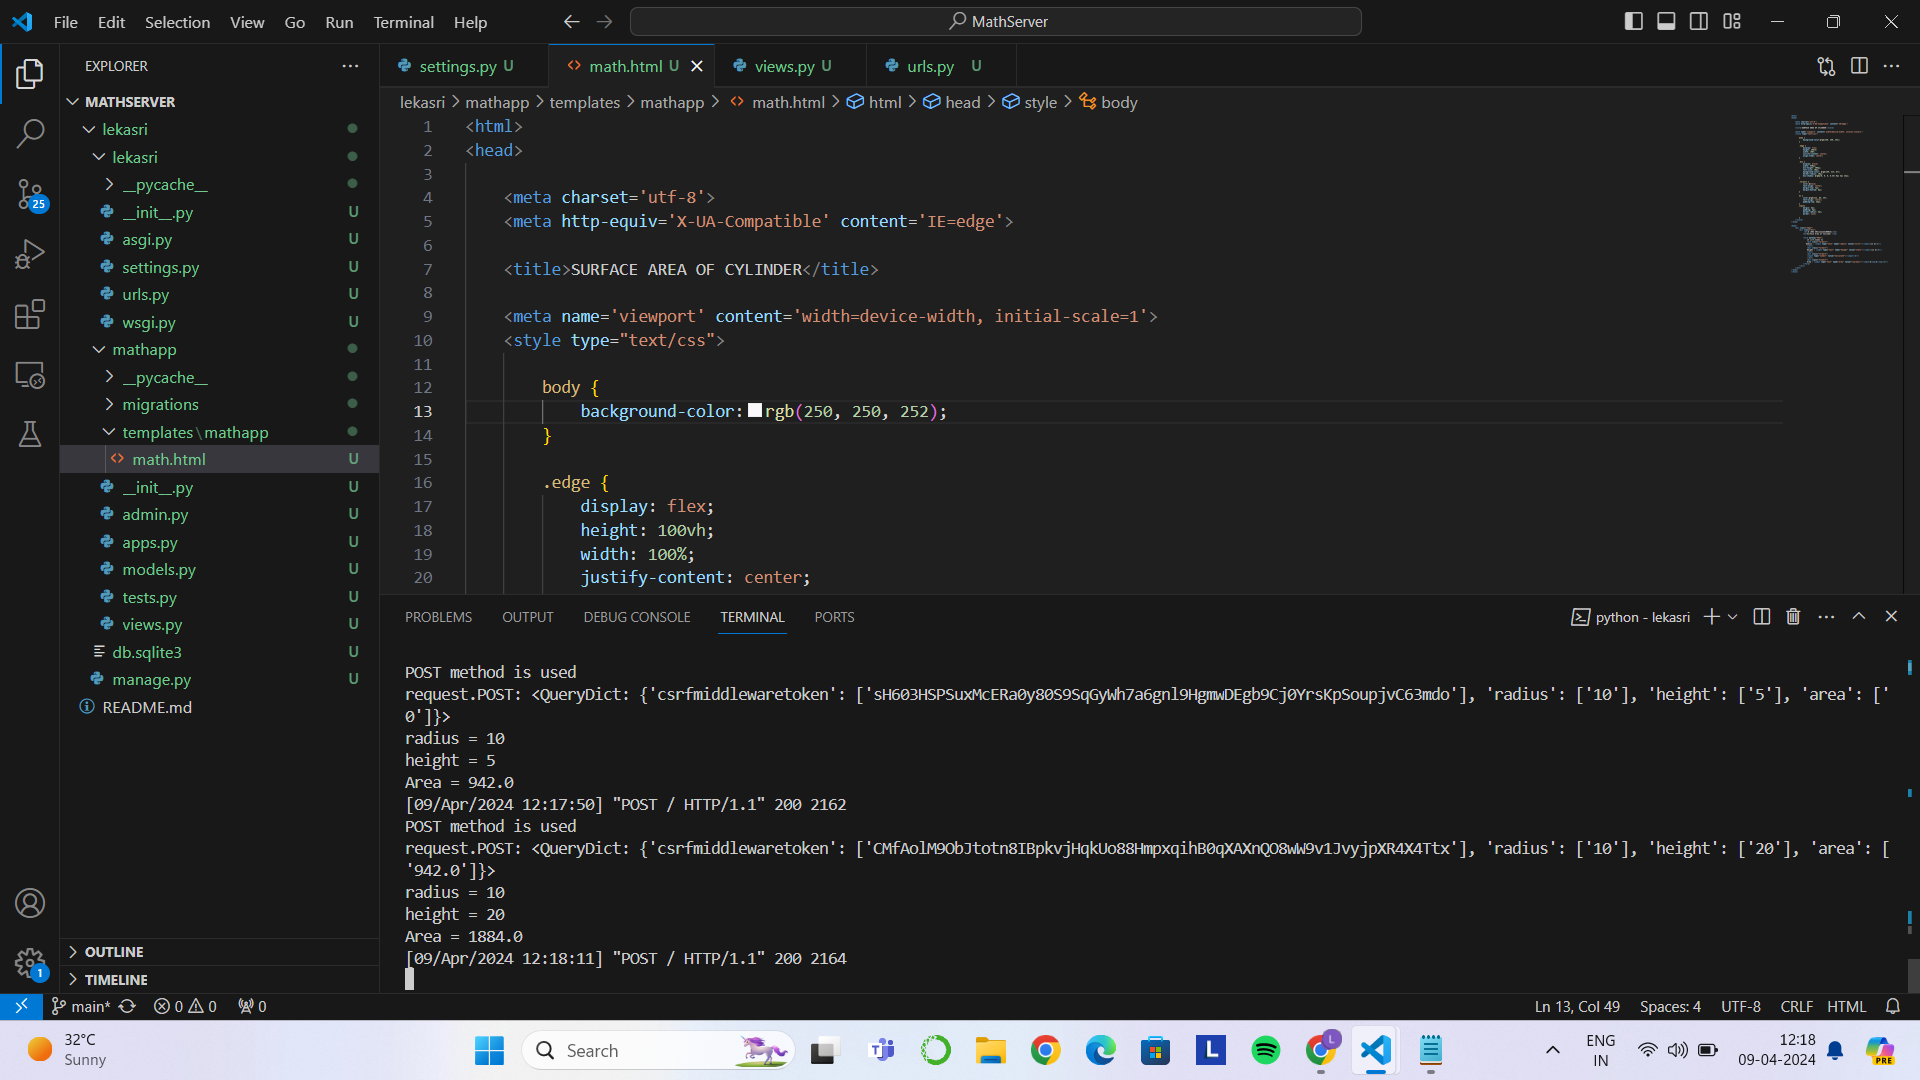 File Edit Selection View Go Run Terminal Help
MathServer
EXPLORER
MATHSERVER
lekasri
lekasri
__pycache__
__init__.py U
asgi.py U
settings.py U
urls.py U
wsgi.py U
mathapp
__pycache__
migrations
templates\mathapp
math.html U
__init__.py U
admin.py U
apps.py U
models.py U
tests.py U
views.py U
db.sqlite3 U
manage.py U
README.md
OUTLINE
TIMELINE
25
1
settings.py U math.html U views.py U urls.py U
lekasri > mathapp > templates > mathapp > math.html > html > head > style > body
1 <html>
2 <head>
3
4 <meta charset='utf-8'>
5 <meta http-equiv='X-UA-Compatible' content='IE=edge'>
6
7 <title>SURFACE AREA OF CYLINDER</title>
8
9 <meta name='viewport' content='width=device-width, initial-scale=1'>
10 <style type="text/css">
11
12 body {
13 background-color: rgb(250, 250, 252);
14 }
15
16 .edge {
17 display: flex;
18 height: 100vh;
19 width: 100%;
20 justify-content: center;
PROBLEMS OUTPUT DEBUG CONSOLE TERMINAL PORTS
python - lekasri
POST method is used
request.POST: <QueryDict: {'csrfmiddlewaretoken': ['sH603HSPSuxMcERa0y80S9SqGyWh7a6gnl9HgmwDEgb9Cj0YrsKpSoupjvC63mdo'], 'radius': ['10'], 'height': ['5'], 'area': ['
0']}>
radius = 10
height = 5
Area = 942.0
[09/Apr/2024 12:17:50] "POST / HTTP/1.1" 200 2162
POST method is used
request.POST: <QueryDict: {'csrfmiddlewaretoken': ['CMfAolM9ObJtotn8IBpkvjHqkUo88HmpxqihB0qXAXnQO8wW9v1JvyjpXR4X4Ttx'], 'radius': ['10'], 'height': ['20'], 'area': [
'942.0']}>
radius = 10
height = 20
Area = 1884.0
[09/Apr/2024 12:18:11] "POST / HTTP/1.1" 200 2164
main* 0 0 0
Ln 13, Col 49 Spaces: 4 UTF-8 CRLF HTML
32°C
Sunny
Search
L
L
ENG
IN
12:18
09-04-2024
PRE